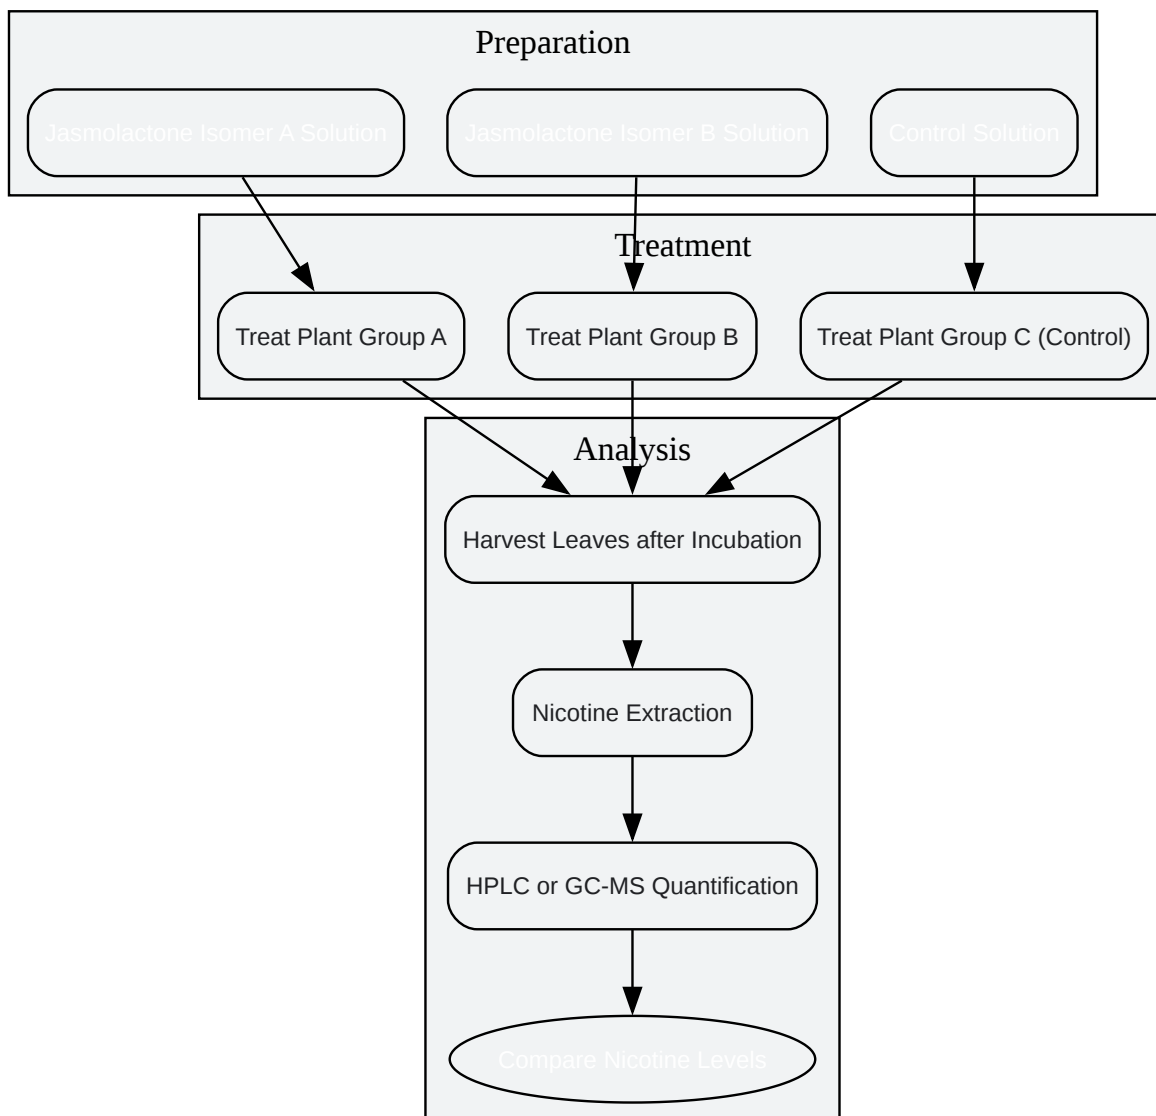 Preparation
Jasmolactone Isomer A Solution
Jasmolactone Isomer B Solution
Control Solution
Treatment
Treat Plant Group A
Treat Plant Group B
Treat Plant Group C (Control)
Analysis
Harvest Leaves after Incubation
Nicotine Extraction
HPLC or GC-MS Quantification
Compare Nicotine Levels